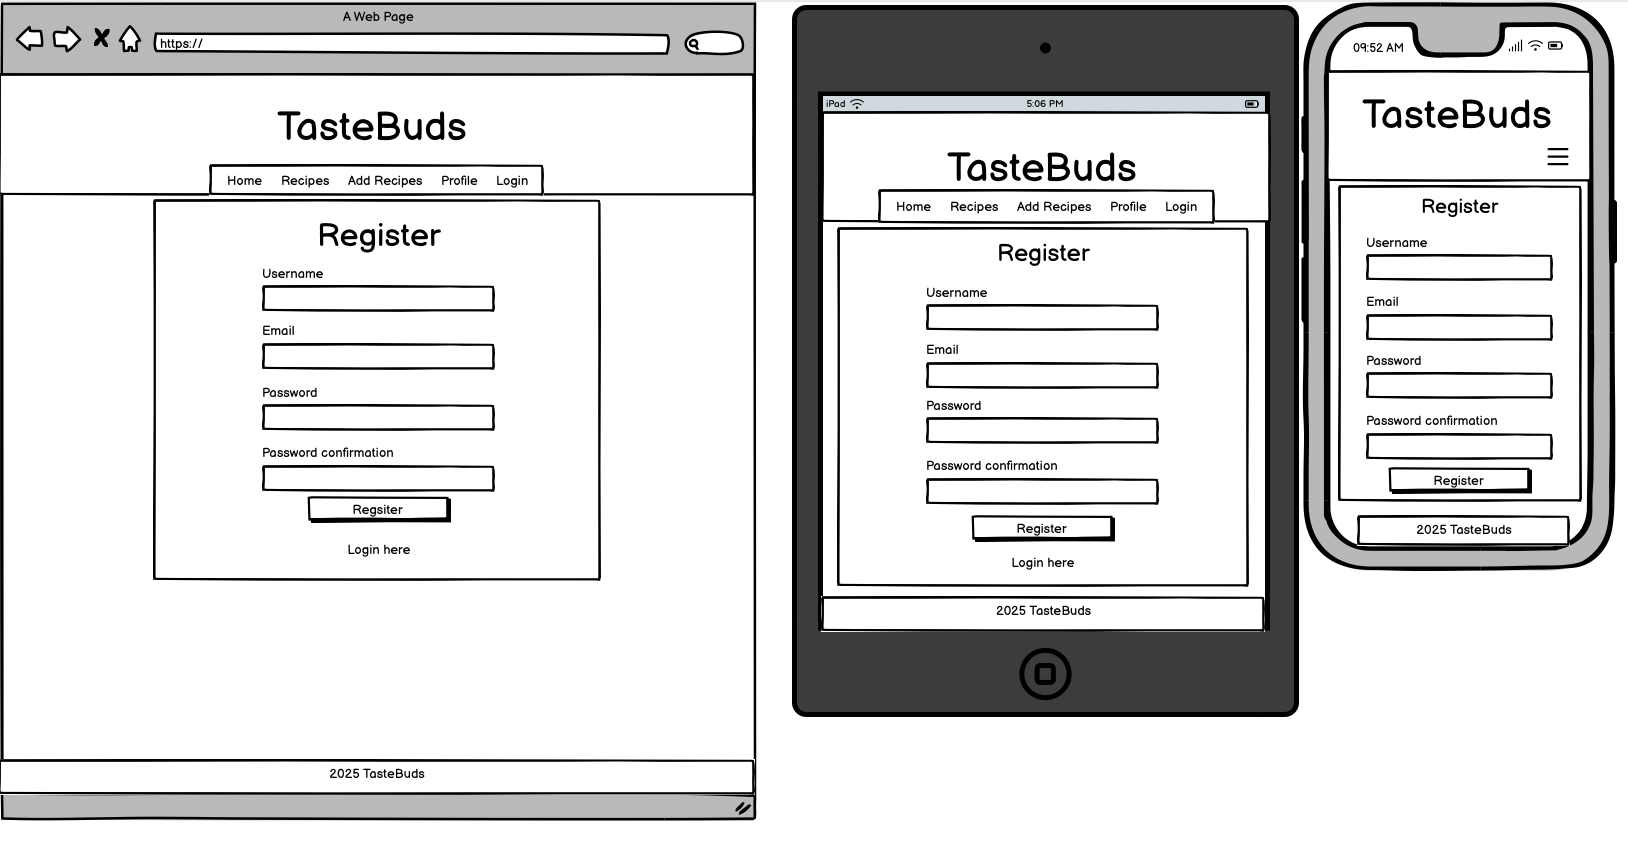 A Web Page
https://
TasteBuds
Home Recipes Add Recipes Profile Login
Register
Username
Email
Password
Password confirmation
Regsiter
Login here
2025 TasteBuds
iPad 5:06 PM
TasteBuds
Home Recipes Add Recipes Profile Login
Register
Username
Email
Password
Password confirmation
Register
Login here
2025 TasteBuds
09:52 AM
TasteBuds
Register
Username
Email
Password
Password confirmation
Register
2025 TasteBuds